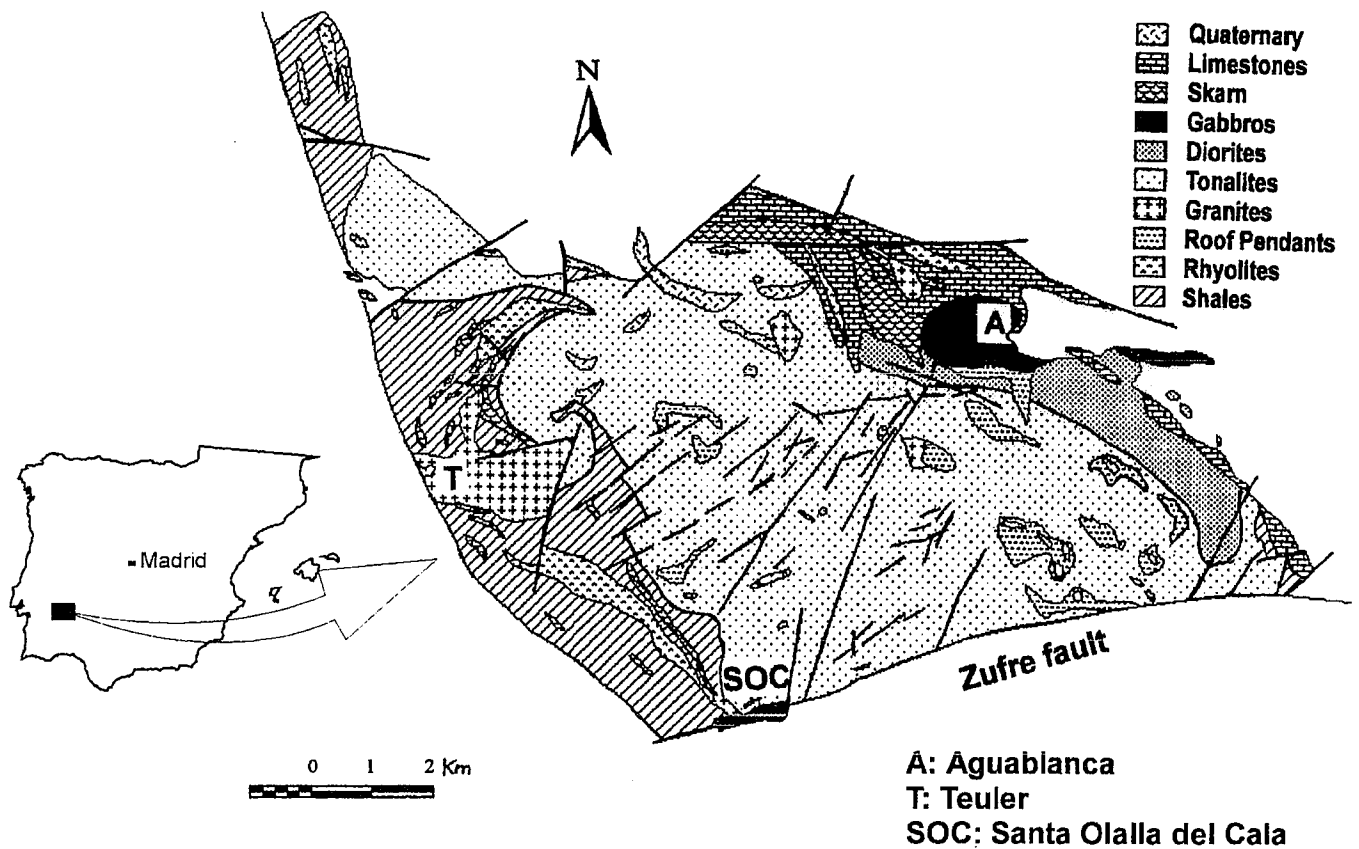 Quaternary
Limestones
Skarn
Gabbros
Diorites
Tonalites
Granites
Roof Pendants
Rhyolites
Shales
N
A
T
Madrid
SOC
Zufre fault
0 1 2 Km
A: Aguablanca
T: Teuler
SOC: Santa Olalla del Cala